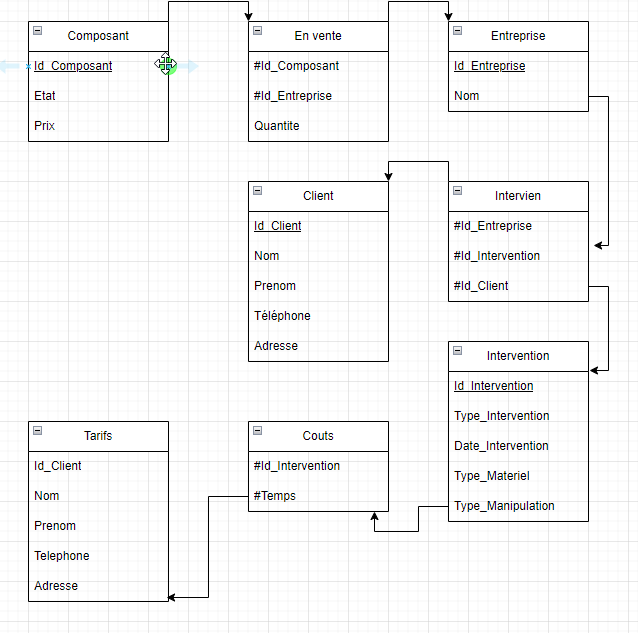 Composant
Id_Composant
Etat
Prix
En vente
#Id_Composant
#Id_Entreprise
Quantite
Entreprise
Id_Entreprise
Nom
Client
Id_Client
Nom
Prenom
Téléphone
Adresse
Intervien
#Id_Entreprise
#Id_Intervention
#Id_Client
Intervention
Id_Intervention
Type_Intervention
Date_Intervention
Type_Materiel
Type_Manipulation
Tarifs
Id_Client
Nom
Prenom
Telephone
Adresse
Couts
#Id_Intervention
#Temps